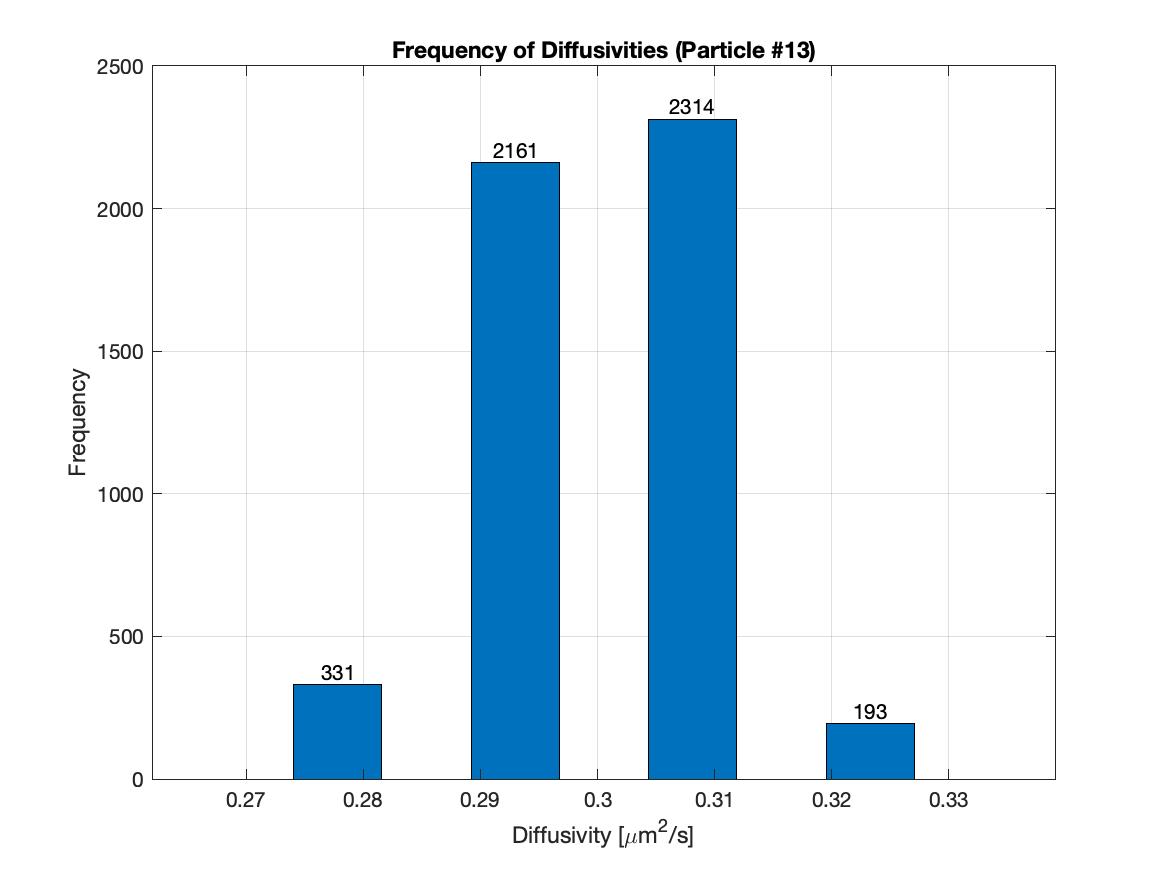 Frequency of Diffusivities (Particle #13)
2500
2000
1500
1000
500
0
Frequency
331
2161
2314
193
0.27 0.28 0.29 0.3 0.31 0.32 0.33
Diffusivity [μm²/s]